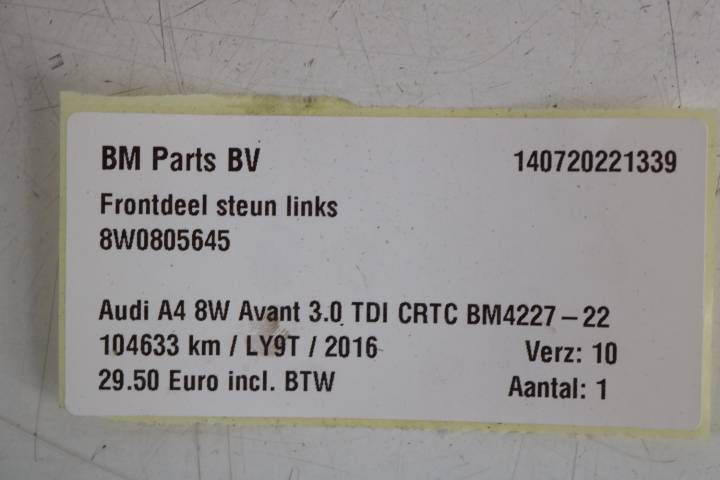 BM Parts BV 140720221339
Frontdeel steun links
8W0805645
Audi A4 8W Avant 3.0 TDI CRTC BM4227-22
104633 km / LY9T / 2016 Verz: 10
29.50 Euro incl. BTW Aantal: 1